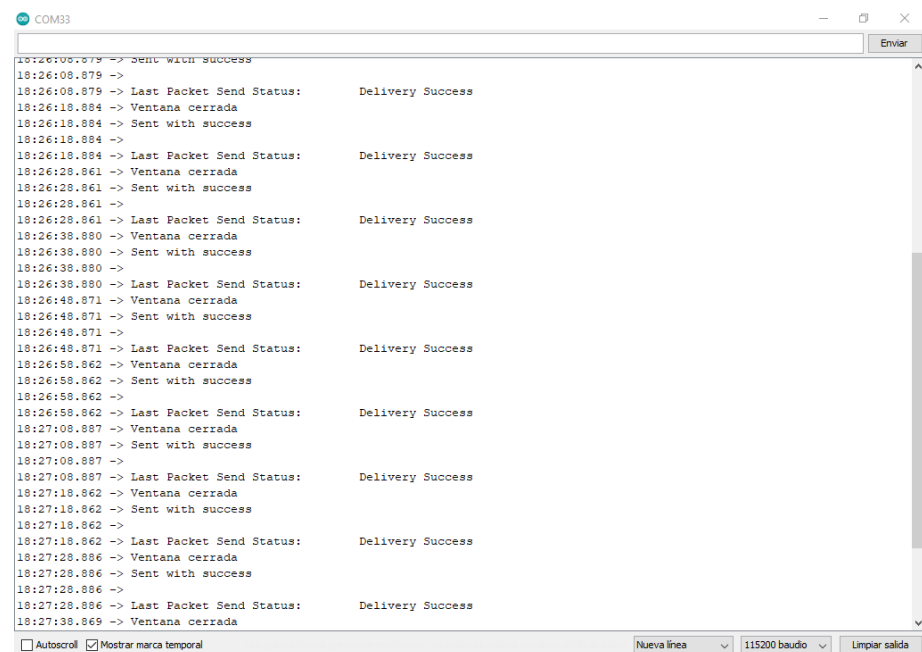 COM33
Enviar
18:26:08.879 -> Sent with success
18:26:08.879 ->
18:26:08.879 -> Last Packet Send Status: Delivery Success
18:26:18.884 -> Ventana cerrada
18:26:18.884 -> Sent with success
18:26:18.884 ->
18:26:18.884 -> Last Packet Send Status: Delivery Success
18:26:28.861 -> Ventana cerrada
18:26:28.861 -> Sent with success
18:26:28.861 ->
18:26:28.861 -> Last Packet Send Status: Delivery Success
18:26:38.880 -> Ventana cerrada
18:26:38.880 -> Sent with success
18:26:38.880 ->
18:26:38.880 -> Last Packet Send Status: Delivery Success
18:26:48.871 -> Ventana cerrada
18:26:48.871 -> Sent with success
18:26:48.871 ->
18:26:48.871 -> Last Packet Send Status: Delivery Success
18:26:58.862 -> Ventana cerrada
18:26:58.862 -> Sent with success
18:26:58.862 ->
18:26:58.862 -> Last Packet Send Status: Delivery Success
18:27:08.887 -> Ventana cerrada
18:27:08.887 -> Sent with success
18:27:08.887 ->
18:27:08.887 -> Last Packet Send Status: Delivery Success
18:27:18.862 -> Ventana cerrada
18:27:18.862 -> Sent with success
18:27:18.862 ->
18:27:18.862 -> Last Packet Send Status: Delivery Success
18:27:28.886 -> Ventana cerrada
18:27:28.886 -> Sent with success
18:27:28.886 ->
18:27:28.886 -> Last Packet Send Status: Delivery Success
18:27:38.869 -> Ventana cerrada
Autoscroll Mostrar marca temporal Nueva línea 115200 baudio Limpiar salida